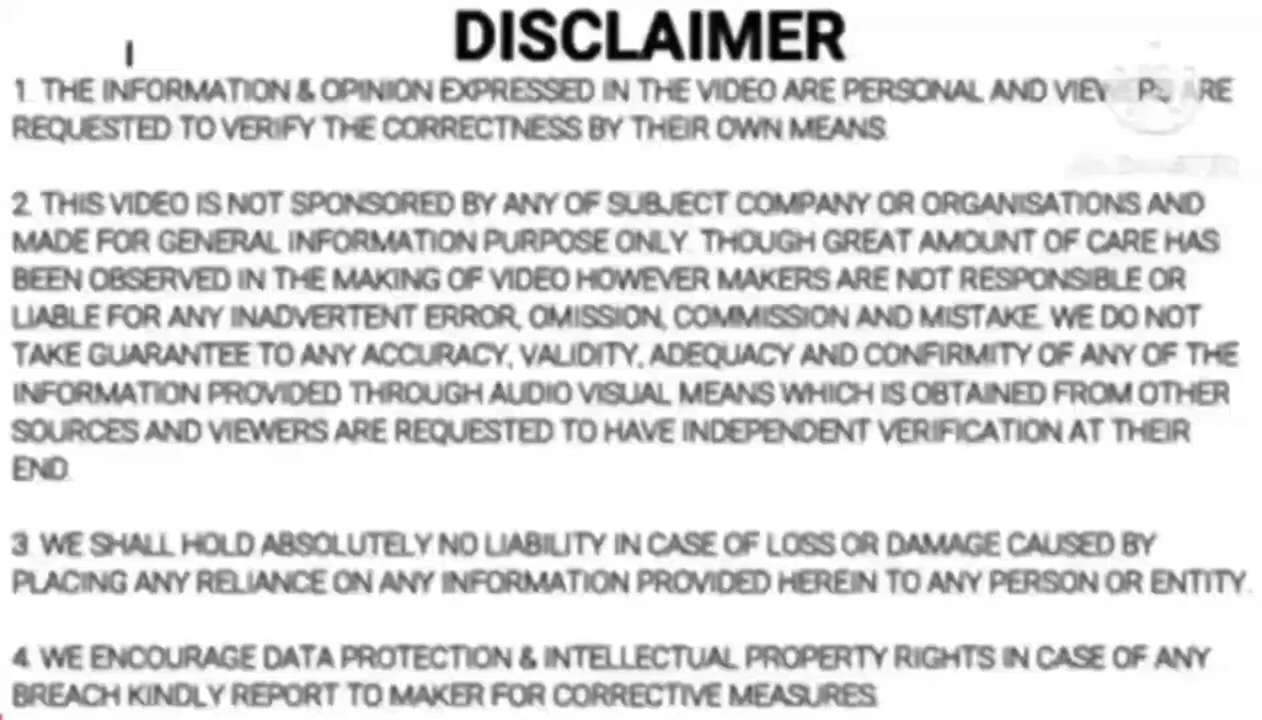 DISCLAIMER
1. THE INFORMATION & OPINION EXPRESSED IN THE VIDEO ARE PERSONAL AND VIEWERS ARE
REQUESTED TO VERIFY THE CORRECTNESS BY THEIR OWN MEANS.
2. THIS VIDEO IS NOT SPONSORED BY ANY OF SUBJECT COMPANY OR ORGANISATIONS AND
MADE FOR GENERAL INFORMATION PURPOSE ONLY. THOUGH GREAT AMOUNT OF CARE HAS
BEEN OBSERVED IN THE MAKING OF VIDEO HOWEVER MAKERS ARE NOT RESPONSIBLE OR
LIABLE FOR ANY INADVERTENT ERROR, OMISSION, COMMISSION AND MISTAKE. WE DO NOT
TAKE GUARANTEE TO ANY ACCURACY, VALIDITY, ADEQUACY AND CONFIRMITY OF ANY OF THE
INFORMATION PROVIDED THROUGH AUDIO VISUAL MEANS WHICH IS OBTAINED FROM OTHER
SOURCES AND VIEWERS ARE REQUESTED TO HAVE INDEPENDENT VERIFICATION AT THEIR
END.
3. WE SHALL HOLD ABSOLUTELY NO LIABILITY IN CASE OF LOSS OR DAMAGE CAUSED BY
PLACING ANY RELIANCE ON ANY INFORMATION PROVIDED HEREIN TO ANY PERSON OR ENTITY.
4. WE ENCOURAGE DATA PROTECTION & INTELLECTUAL PROPERTY RIGHTS IN CASE OF ANY
BREACH KINDLY REPORT TO MAKER FOR CORRECTIVE MEASURES.